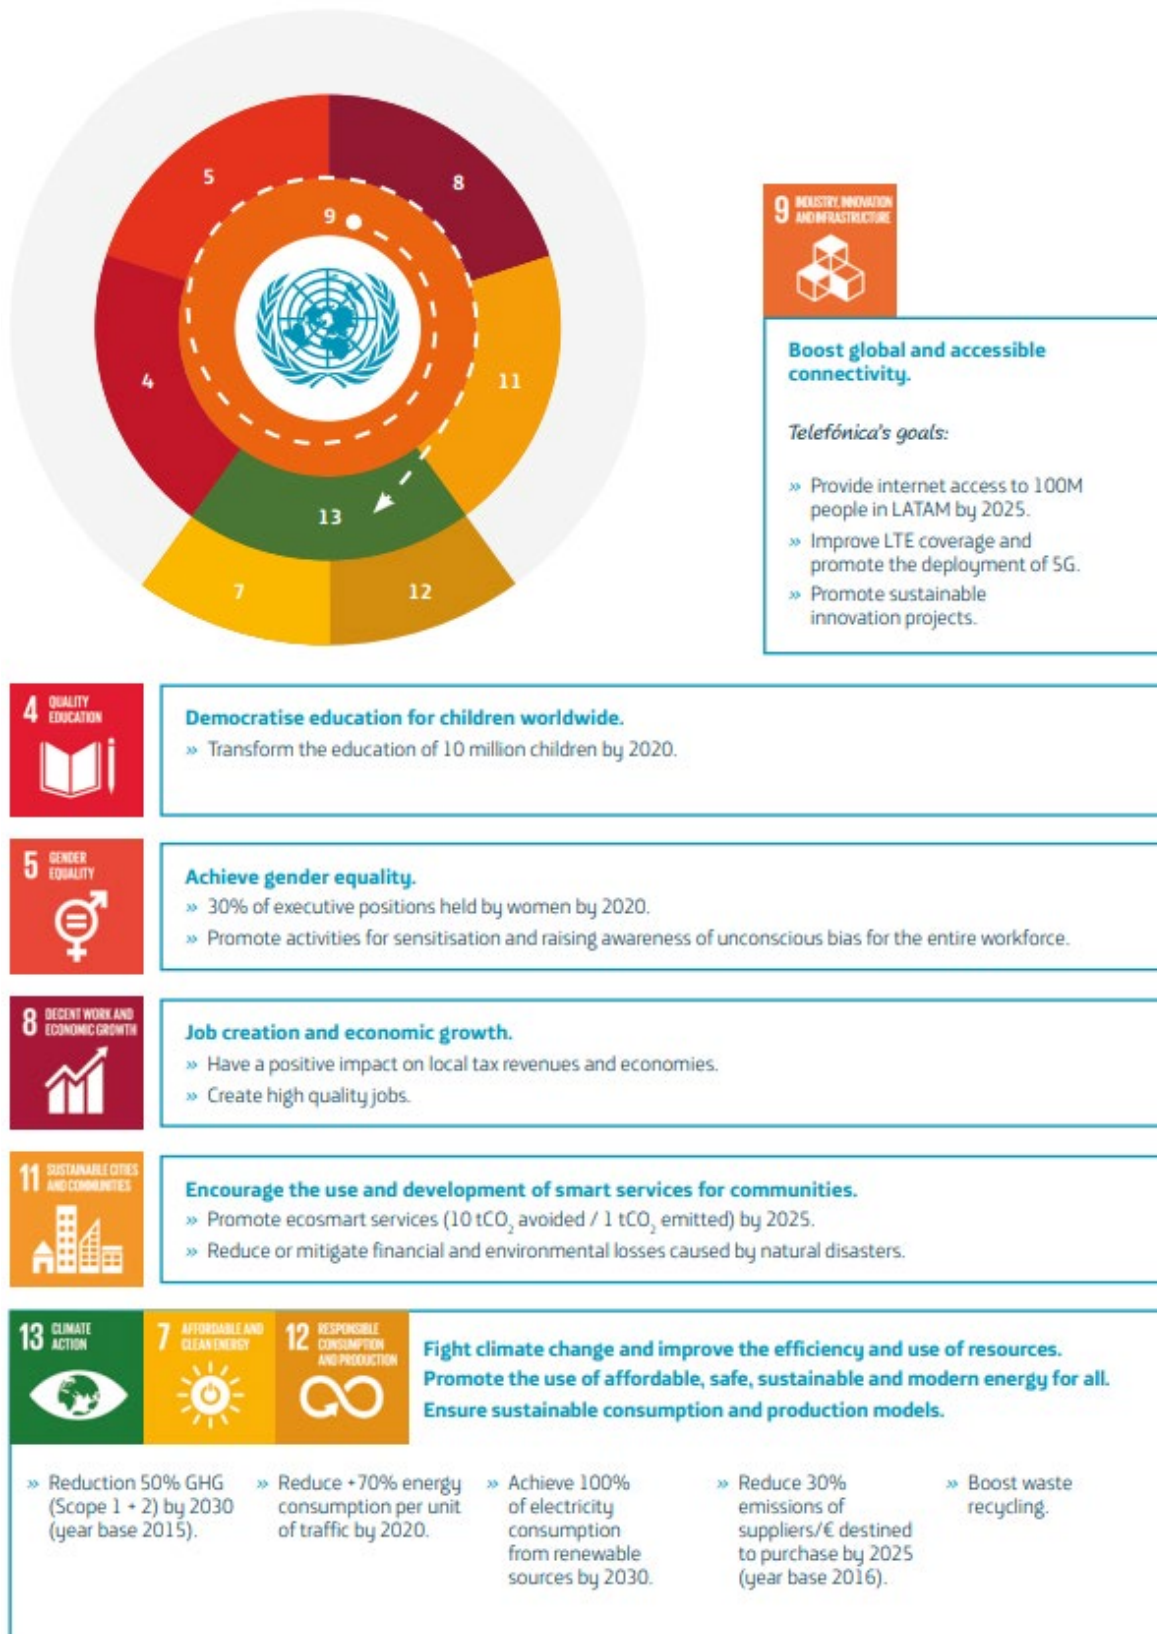 5
8
9
4
11
13
7
12
9 INDUSTRY, INNOVATION
AND INFRASTRUCTURE
Boost global and accessible
connectivity.
Telefónica's goals:
» Provide internet access to 100M
people in LATAM by 2025.
» Improve LTE coverage and
promote the deployment of 5G.
» Promote sustainable
innovation projects.
4 QUALITY
EDUCATION
Democratise education for children worldwide.
» Transform the education of 10 million children by 2020.
5 GENDER
EQUALITY
Achieve gender equality.
» 30% of executive positions held by women by 2020.
» Promote activities for sensitisation and raising awareness of unconscious bias for the entire workforce.
8 DECENT WORK AND
ECONOMIC GROWTH
Job creation and economic growth.
» Have a positive impact on local tax revenues and economies.
» Create high quality jobs.
11 SUSTAINABLE CITIES
AND COMMUNITIES
Encourage the use and development of smart services for communities.
» Promote ecosmart services (10 tCO₂ avoided / 1 tCO₂ emitted) by 2025.
» Reduce or mitigate financial and environmental losses caused by natural disasters.
13 CLIMATE
ACTION
7 AFFORDABLE AND
CLEAN ENERGY
12 RESPONSIBLE
CONSUMPTION
AND PRODUCTION
Fight climate change and improve the efficiency and use of resources.
Promote the use of affordable, safe, sustainable and modern energy for all.
Ensure sustainable consumption and production models.
» Reduction 50% GHG
(Scope 1 + 2) by 2030
(year base 2015).
» Reduce +70% energy
consumption per unit
of traffic by 2020.
» Achieve 100%
of electricity
consumption
from renewable
sources by 2030.
» Reduce 30%
emissions of
suppliers/€ destined
to purchase by 2025
(year base 2016).
» Boost waste
recycling.